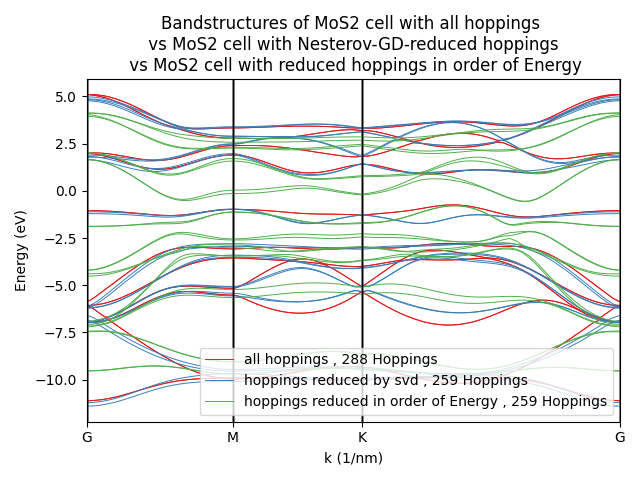 Bandstructures of MoS2 cell with all hoppings
vs MoS2 cell with Nesterov-GD-reduced hoppings
vs MoS2 cell with reduced hoppings in order of Energy
5.0
2.5
0.0
−2.5
−5.0
−7.5
−10.0
Energy (eV)
all hoppings , 288 Hoppings
hoppings reduced by svd , 259 Hoppings
hoppings reduced in order of Energy , 259 Hoppings
G M K G
k (1/nm)